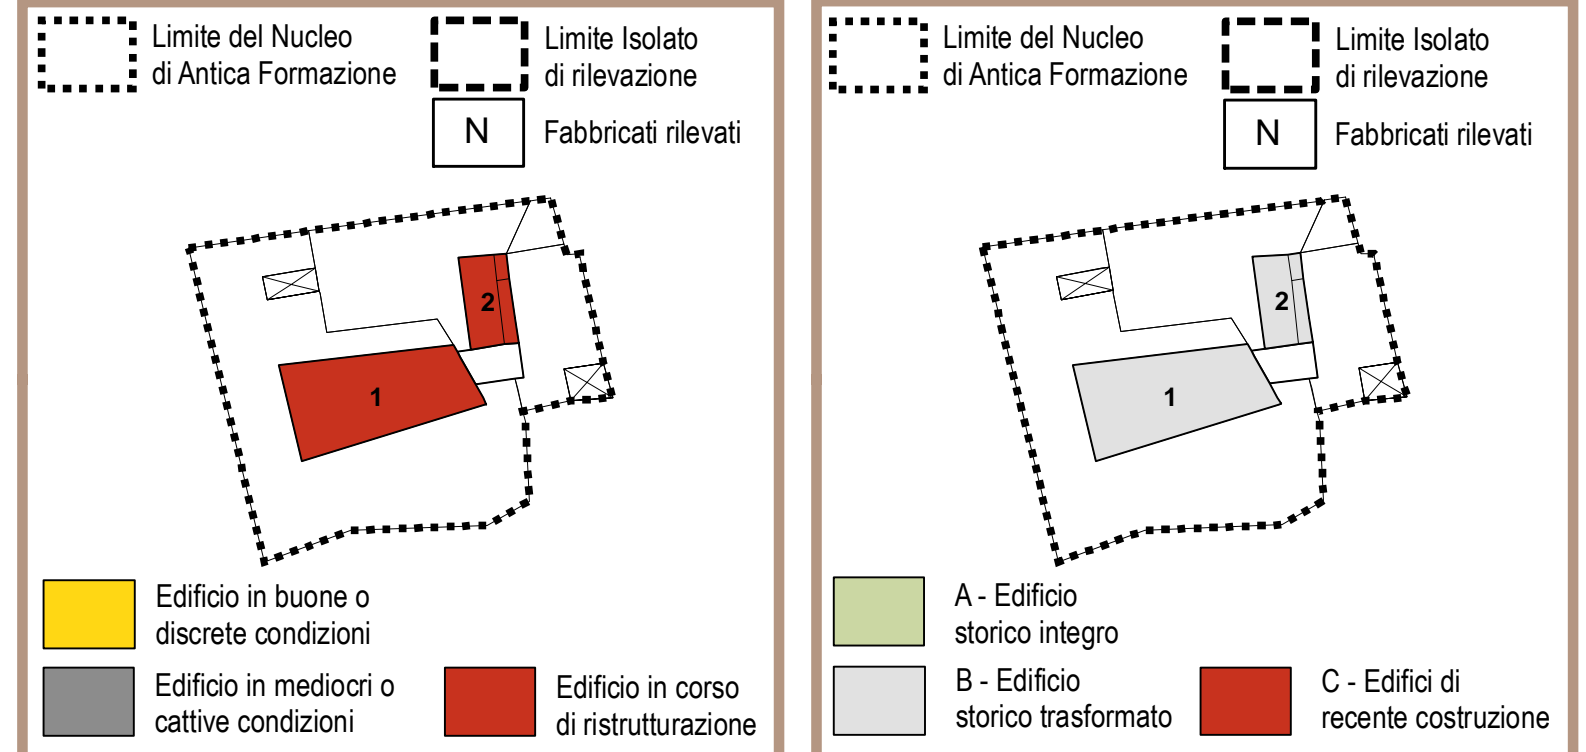 Limite del Nucleo
di Antica Formazione
Limite Isolato
di rilevazione
N
Fabbricati rilevati
2
1
Edificio in buone o
discrete condizioni
Edificio in mediocri o
cattive condizioni
Edificio in corso
di ristrutturazione
Limite del Nucleo
di Antica Formazione
Limite Isolato
di rilevazione
N
Fabbricati rilevati
2
1
A - Edificio
storico integro
B - Edificio
storico trasformato
C - Edifici di
recente costruzione